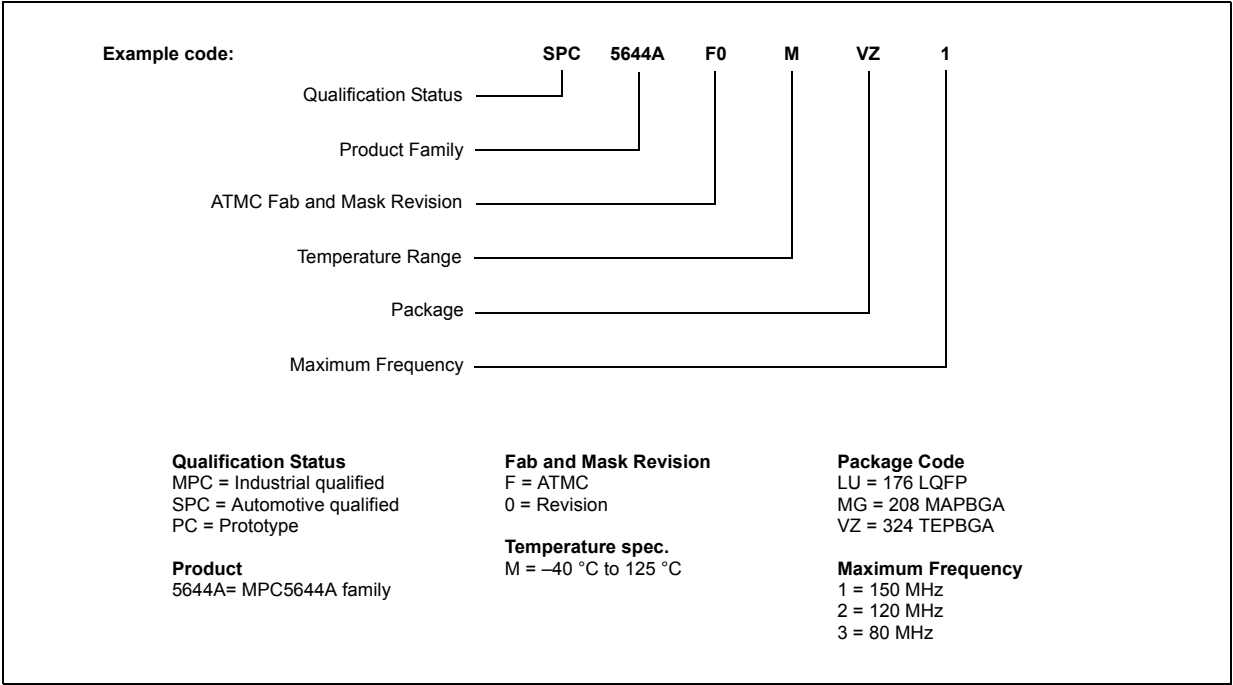 Example code: SPC 5644A F0 M VZ 1
Qualification Status
Product Family
ATMC Fab and Mask Revision
Temperature Range
Package
Maximum Frequency
Qualification Status
MPC = Industrial qualified
SPC = Automotive qualified
PC = Prototype
Product
5644A= MPC5644A family
Fab and Mask Revision
F = ATMC
0 = Revision
Temperature spec.
M = –40 °C to 125 °C
Package Code
LU = 176 LQFP
MG = 208 MAPBGA
VZ = 324 TEPBGA
Maximum Frequency
1 = 150 MHz
2 = 120 MHz
3 = 80 MHz